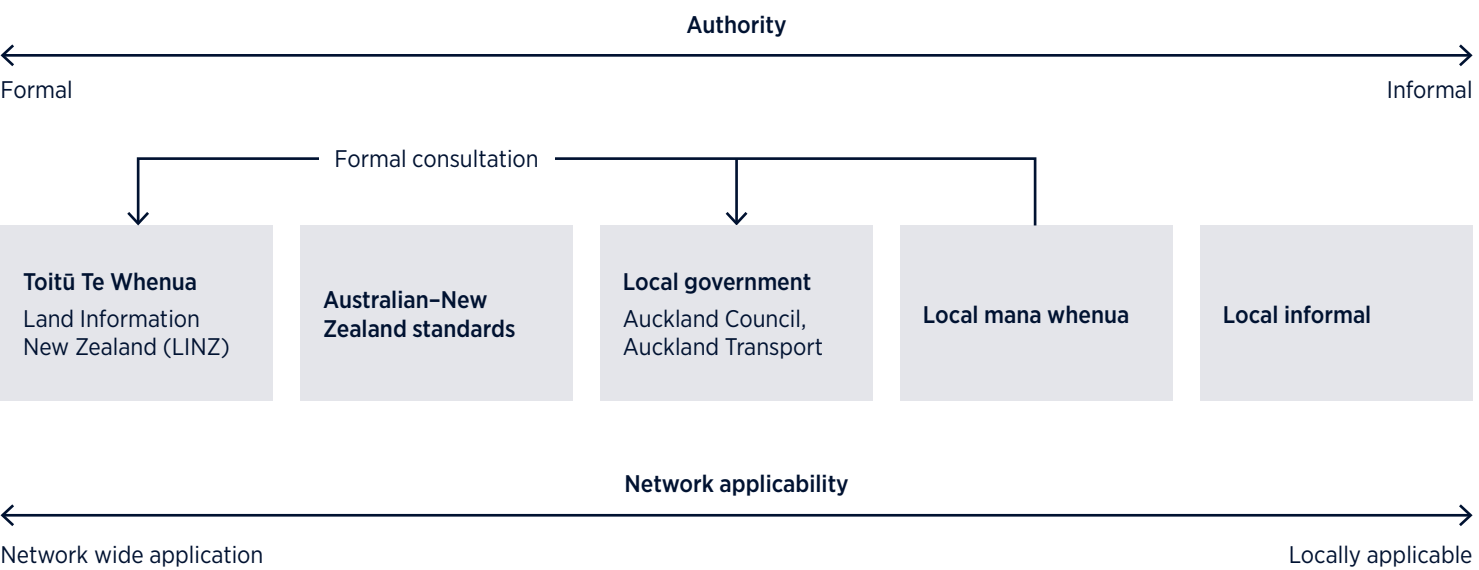 Authority
Formal
Informal
Formal consultation
Toitū Te Whenua
Land Information
New Zealand (LINZ)
Australian–New
Zealand standards
Local government
Auckland Council,
Auckland Transport
Local mana whenua
Local informal
Network applicability
Network wide application
Locally applicable